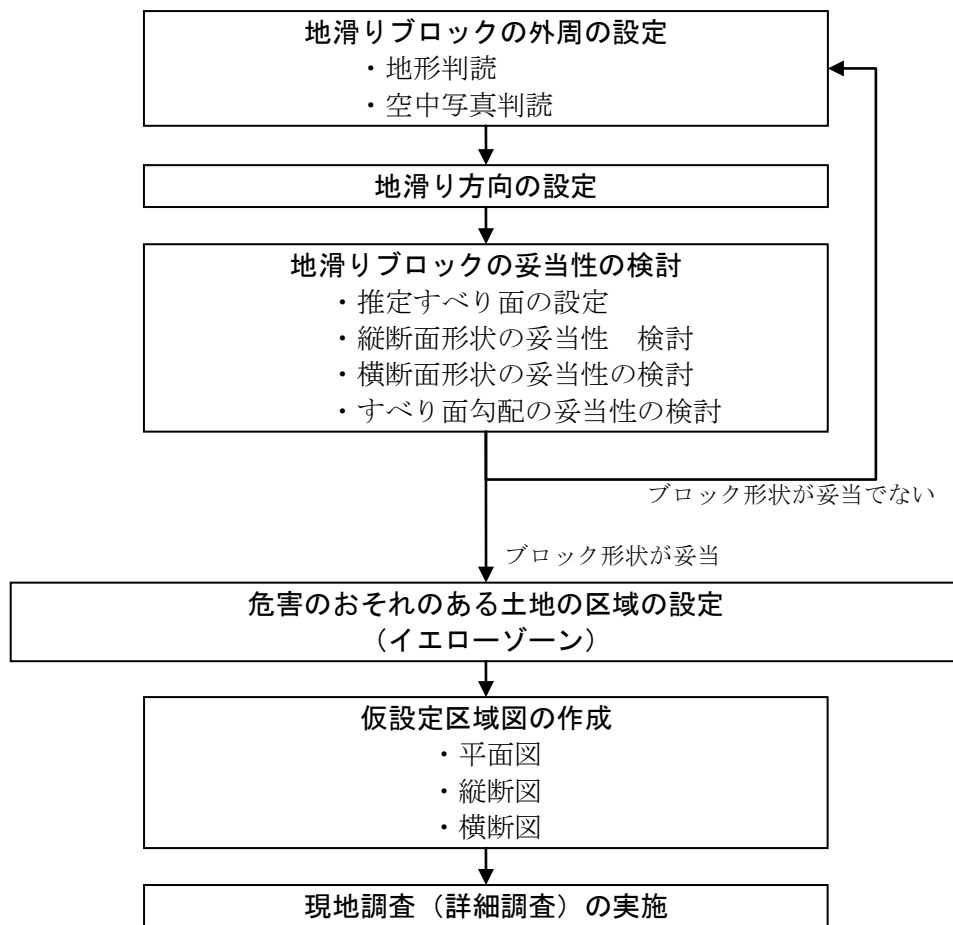 地滑りブロックの外周の設定
・地形判読
・空中写真判読
地滑り方向の設定
地滑りブロックの妥当性の検討
・推定すべり面の設定
・縦断面形状の妥当性　検討
・横断面形状の妥当性の検討
・すべり面勾配の妥当性の検討
ブロック形状が妥当でない
ブロック形状が妥当
危害のおそれのある土地の区域の設定
（イエローゾーン）
仮設定区域図の作成
・平面図
・縦断図
・横断図
現地調査（詳細調査）の実施